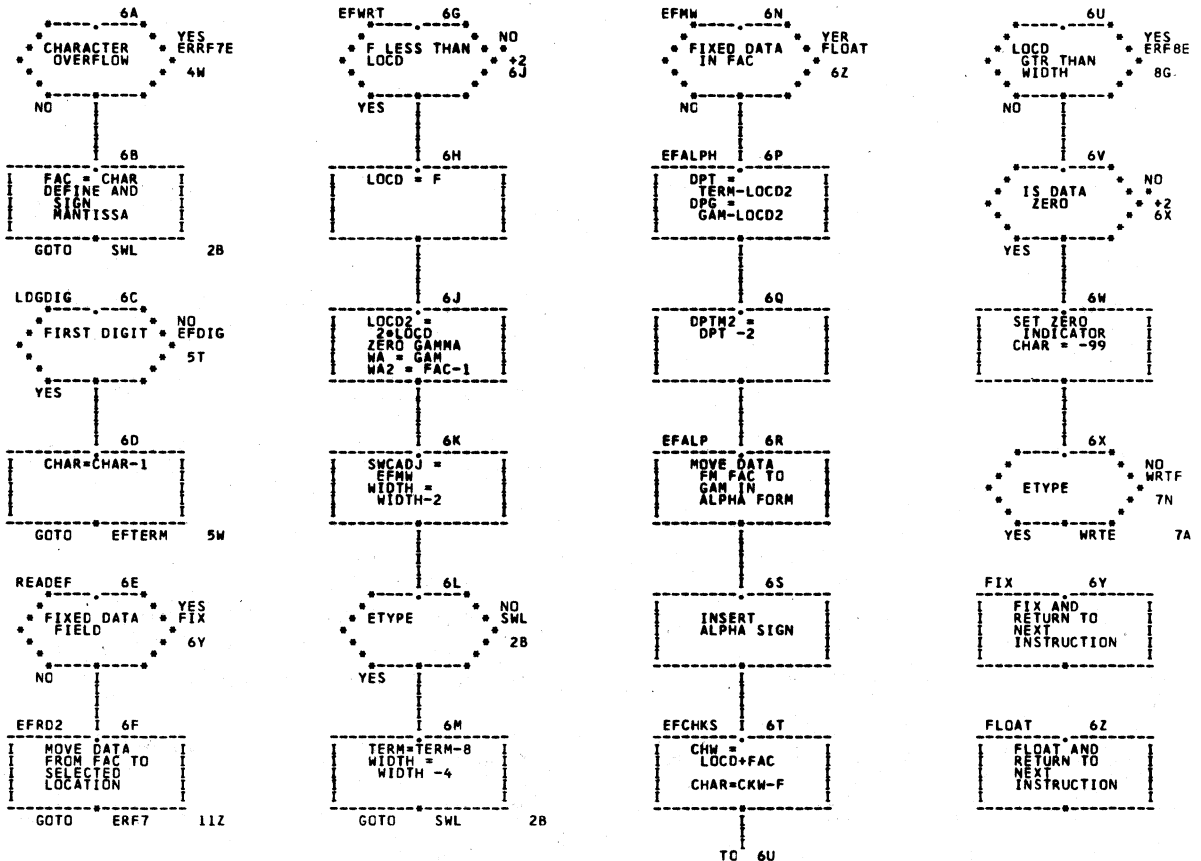 6A
CHARACTER
OVERFLOW
YES
ERRF7E
4W
NO
6B
FAC = CHAR
DEFINE AND
SIGN
MANTISSA
GOTO SWL 2B
LDGDIG 6C
FIRST DIGIT
NO
EFDIG
5T
YES
6D
CHAR=CHAR-1
GOTO EFTERM 5W
READEF 6E
FIXED DATA
FIELD
YES
FIX
6Y
NO
EFRD2 6F
MOVE DATA
FROM FAC TO
SELECTED
LOCATION
GOTO ERF7 11Z
EFWRT 6G
F LESS THAN
LOCD
NO
+2
6J
YES
6H
LOCD = F
6J
LOCD2 =
2*LOCD
ZERO GAMMA
WA = GAM
WA2 = FAC-1
6K
SWCADJ =
EFMW
WIDTH =
WIDTH-2
6L
ETYPE
NO
SWL
2B
YES
6M
TERM=TERM-8
WIDTH =
WIDTH -4
GOTO SWL 2B
EFMW 6N
FIXED DATA
IN FAC
YER
FLOAT
6Z
NO
EFALPH 6P
DPT =
TERM-LOCD2
DPG =
GAM-LOCD2
6Q
DPTM2 =
DPT -2
EFALP 6R
MOVE DATA
FM FAC TO
GAM IN
ALPHA FORM
6S
INSERT
ALPHA SIGN
EFCHKS 6T
CHW =
LOCD+FAC
CHAR=CKW-F
TO 6U
6U
LOCD
GTR THAN
WIDTH
YES
ERF8E
8G
NO
6V
IS DATA
ZERO
NO
+2
6X
YES
6W
SET ZERO
INDICATOR
CHAR = -99
6X
ETYPE
NO
WRTF
7N
YES WRTE 7A
FIX 6Y
FIX AND
RETURN TO
NEXT
INSTRUCTION
FLOAT 6Z
FLOAT AND
RETURN TO
NEXT
INSTRUCTION